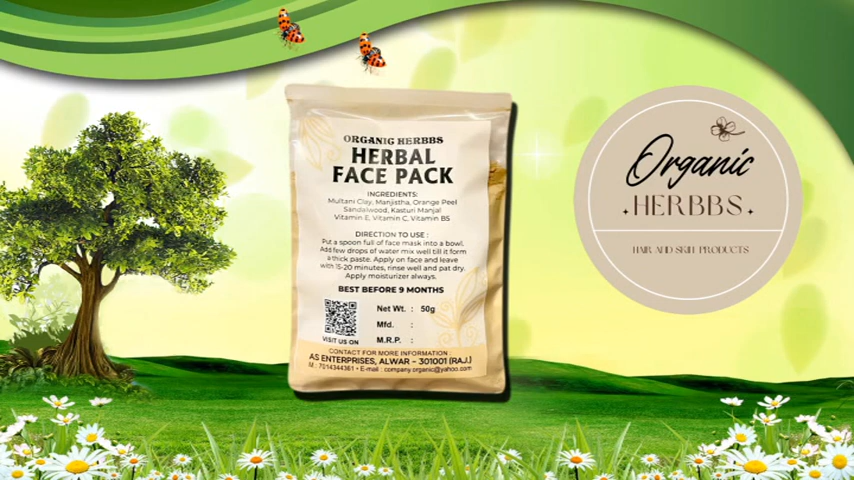 ORGANIC HERBBS
HERBAL
FACE PACK
INGREDIENTS:
Multani Clay, Manjistha, Orange Peel
Sandalwood, Kasturi Manjal
Vitamin E, Vitamin C, Vitamin B5
DIRECTION TO USE :
Put a spoon full of face mask into a bowl.
Add few drops of water mix well till it form
a thick paste. Apply on face and leave
with 15-20 minutes, rinse well and pat dry.
Apply moisturizer always.
BEST BEFORE 9 MONTHS
Net Wt. : 50g
Mfd. :
M.R.P. :
VISIT US ON
CONTACT FOR MORE INFORMATION :
AS ENTERPRISES, ALWAR – 301001 (RAJ.)
M.: 7014344361 • E-mail : company.organic@yahoo.com
Organic
HERBBS
HAIR AND SKIN PRODUCTS